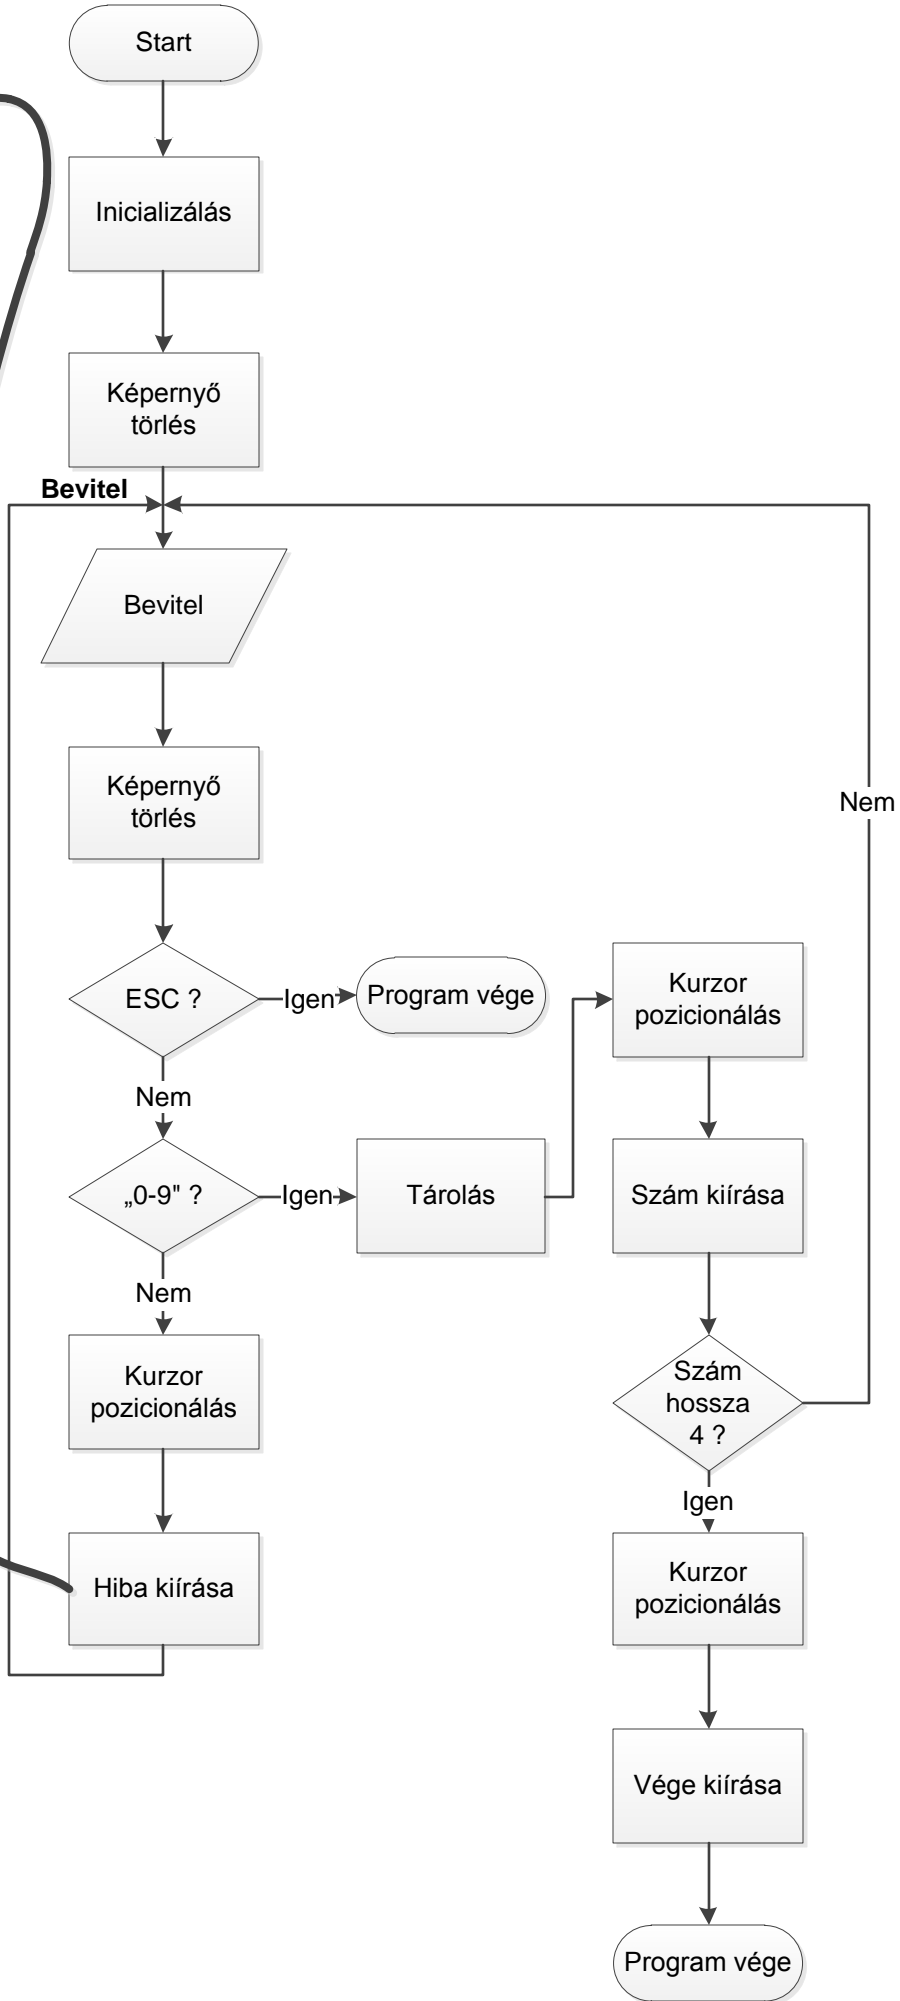 Start
Inicializálás
Képernyő
törlés
Bevitel
Bevitel
Képernyő
törlés
Nem
ESC ?
Igen
Program vége
Kurzor
pozicionálás
Nem
„0-9" ?
Igen
Tárolás
Szám kiírása
Nem
Kurzor
pozicionálás
Szám
hossza
4 ?
Igen
Hiba kiírása
Kurzor
pozicionálás
Vége kiírása
Program vége